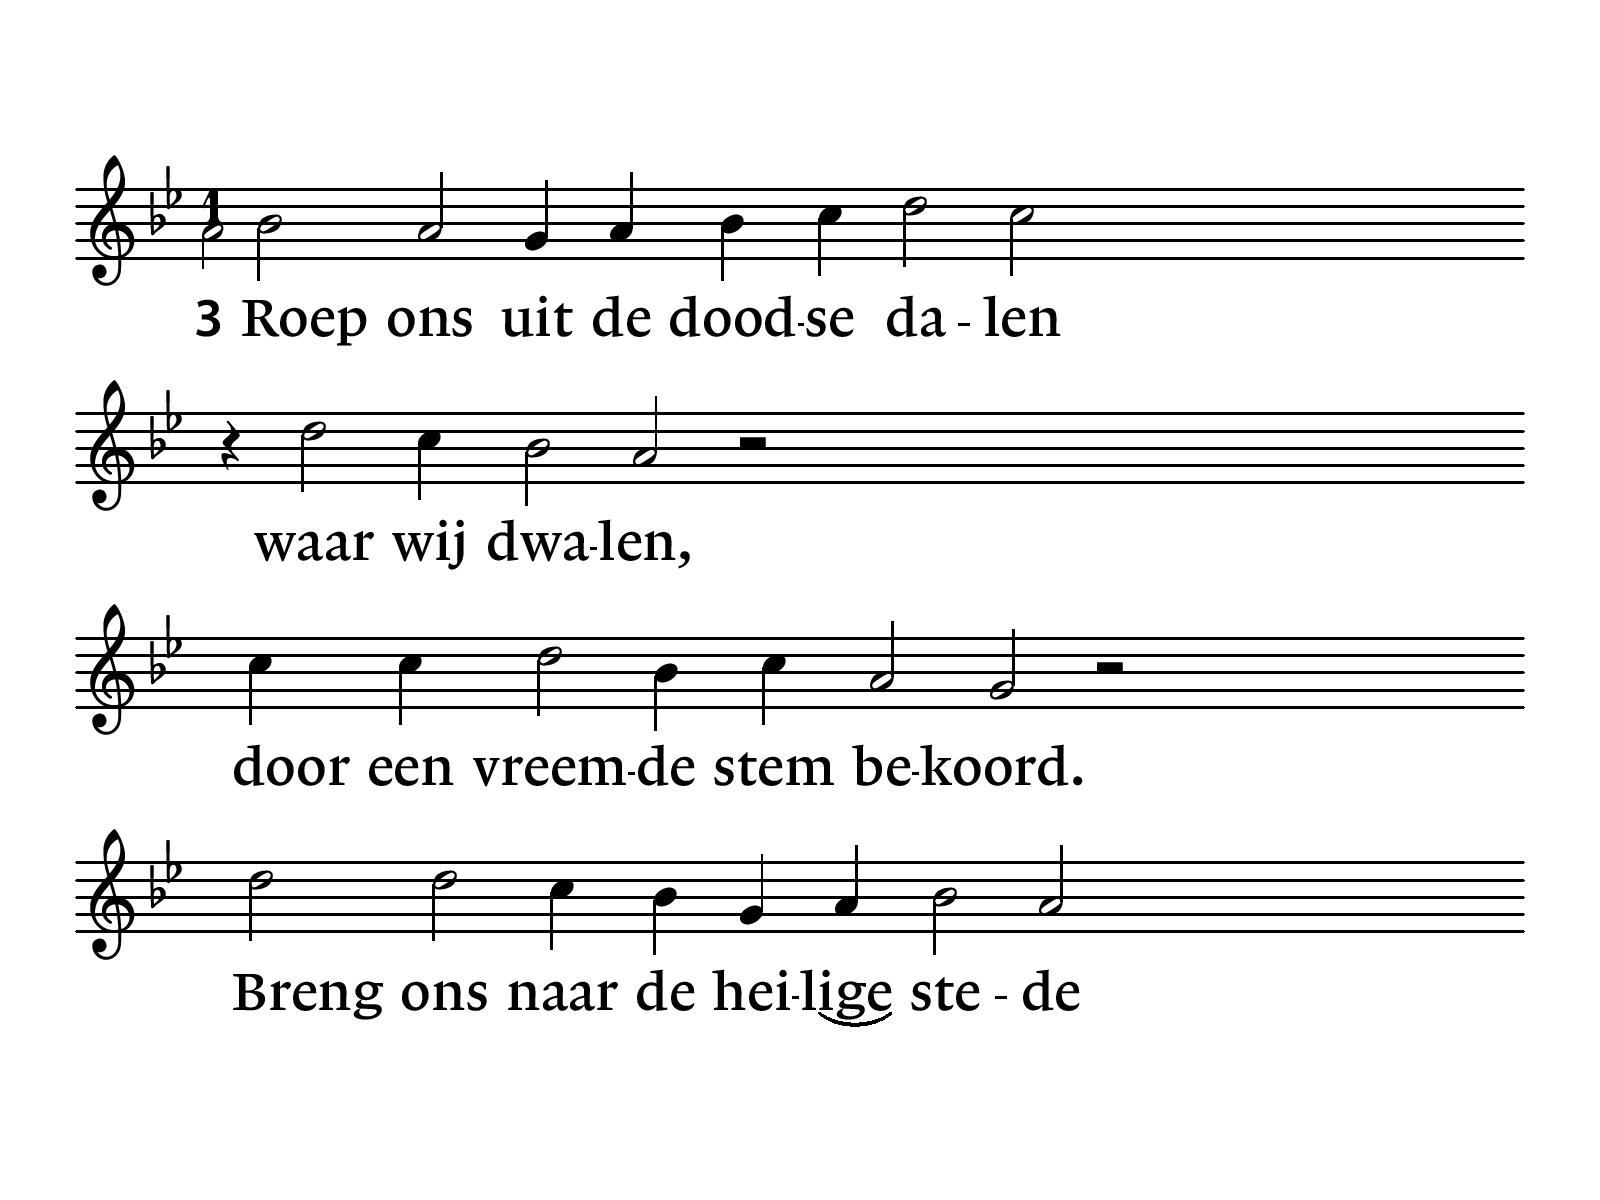 1
3 Roep ons uit de dood-se da - len
waar wij dwa-len,
door een vreem-de stem be-koord.
Breng ons naar de hei-lige ste - de